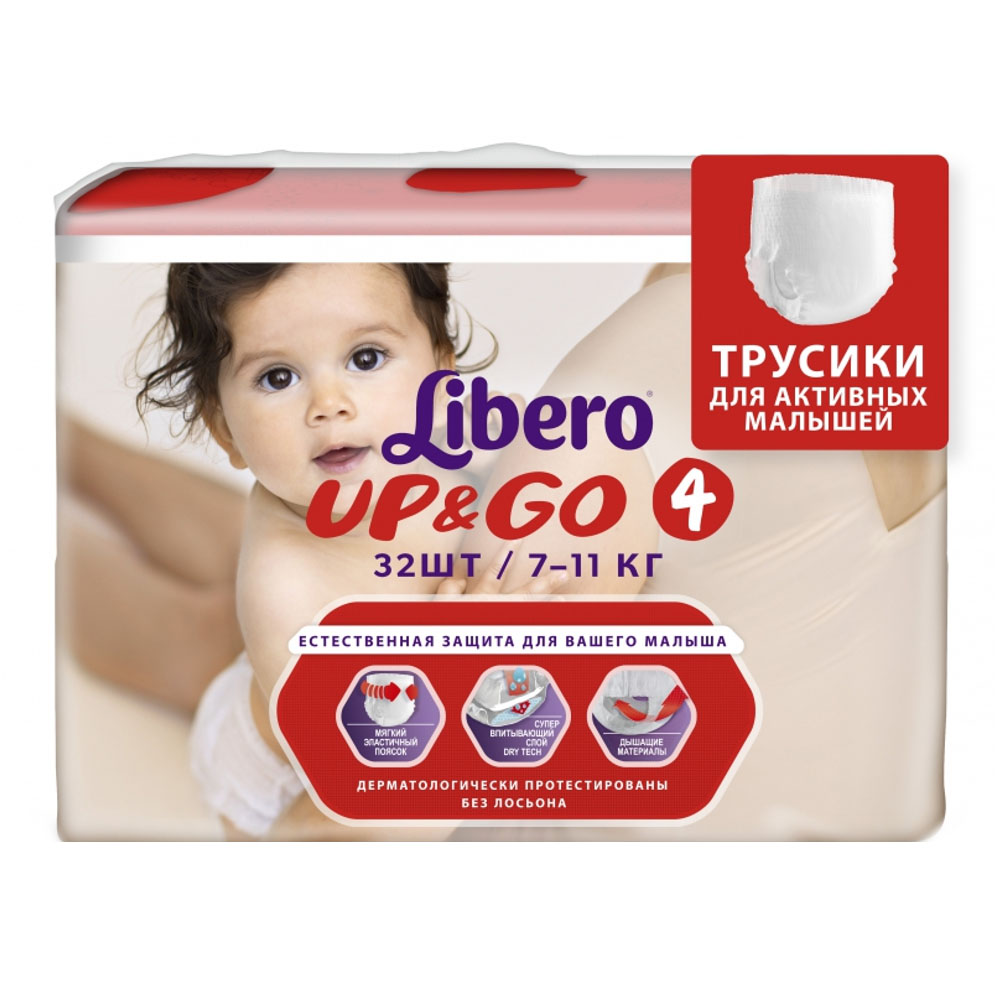 ТРУСИКИ
ДЛЯ АКТИВНЫХ
МАЛЫШЕЙ
Libero®
UP&GO 4
32ШТ / 7–11 КГ
ЕСТЕСТВЕННАЯ ЗАЩИТА ДЛЯ ВАШЕГО МАЛЫША
МЯГКИЙ
ЭЛАСТИЧНЫЙ
ПОЯСОК
СУПЕР
ВПИТЫВАЮЩИЙ
СЛОЙ
DRY TECH
ДЫШАЩИЕ
МАТЕРИАЛЫ
ДЕРМАТОЛОГИЧЕСКИ ПРОТЕСТИРОВАНЫ
БЕЗ ЛОСЬОНА